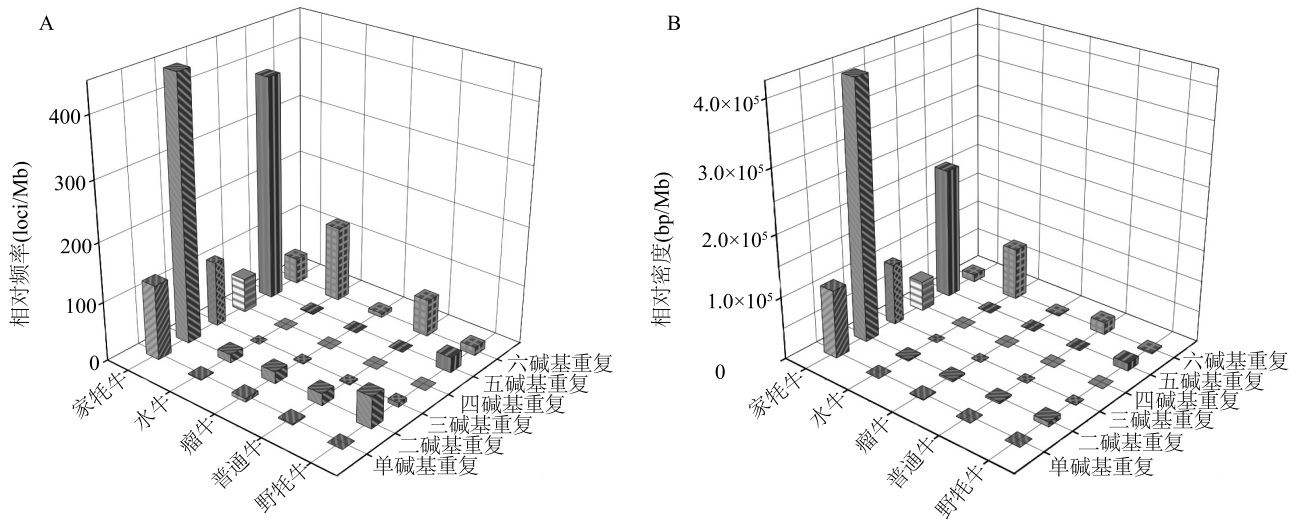 A
相对频率(loci/Mb)
400
300
200
100
0
家牦牛
水牛
瘤牛
普通牛
野牦牛
六碱基重复
五碱基重复
四碱基重复
三碱基重复
二碱基重复
单碱基重复
B
相对密度(bp/Mb)
4.0×10⁵
3.0×10⁵
2.0×10⁵
1.0×10⁵
0
家牦牛
水牛
瘤牛
普通牛
野牦牛
六碱基重复
五碱基重复
四碱基重复
三碱基重复
二碱基重复
单碱基重复